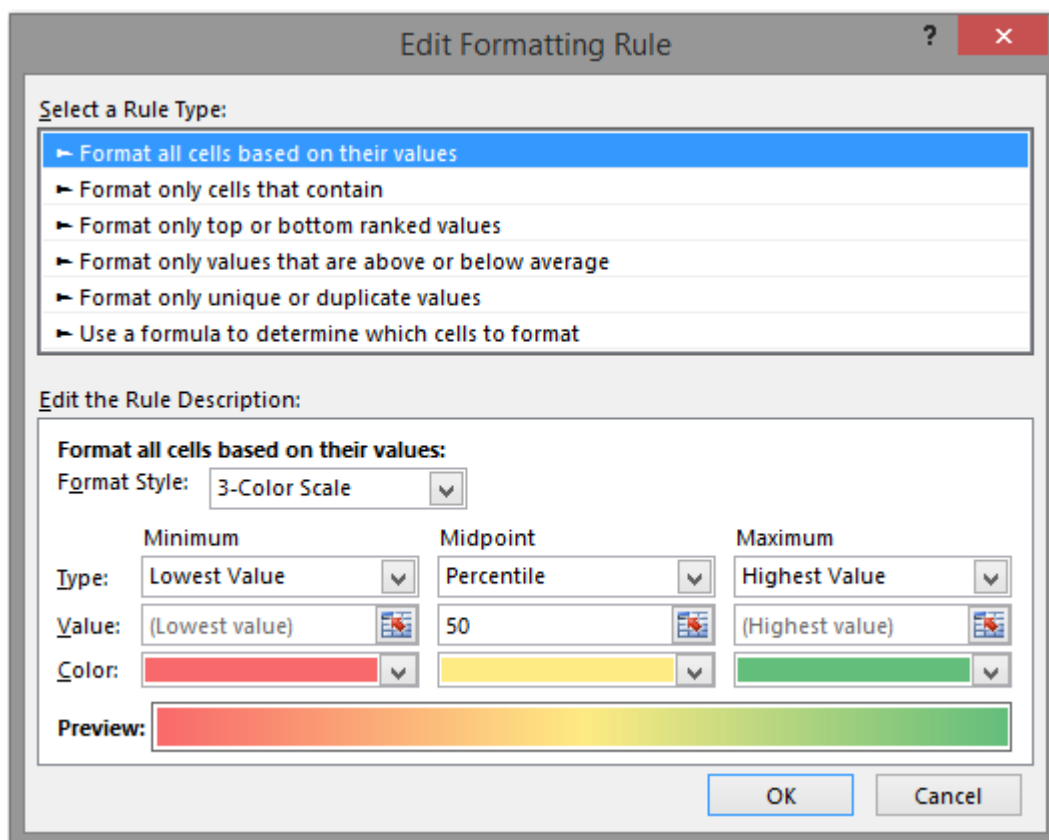 Edit Formatting Rule ? ×
Select a Rule Type:
► Format all cells based on their values
► Format only cells that contain
► Format only top or bottom ranked values
► Format only values that are above or below average
► Format only unique or duplicate values
► Use a formula to determine which cells to format
Edit the Rule Description:
Format all cells based on their values:
Format Style: 3-Color Scale
Minimum Midpoint Maximum
Type: Lowest Value Percentile Highest Value
Value: (Lowest value) 50 (Highest value)
Color:
Preview:
OK Cancel